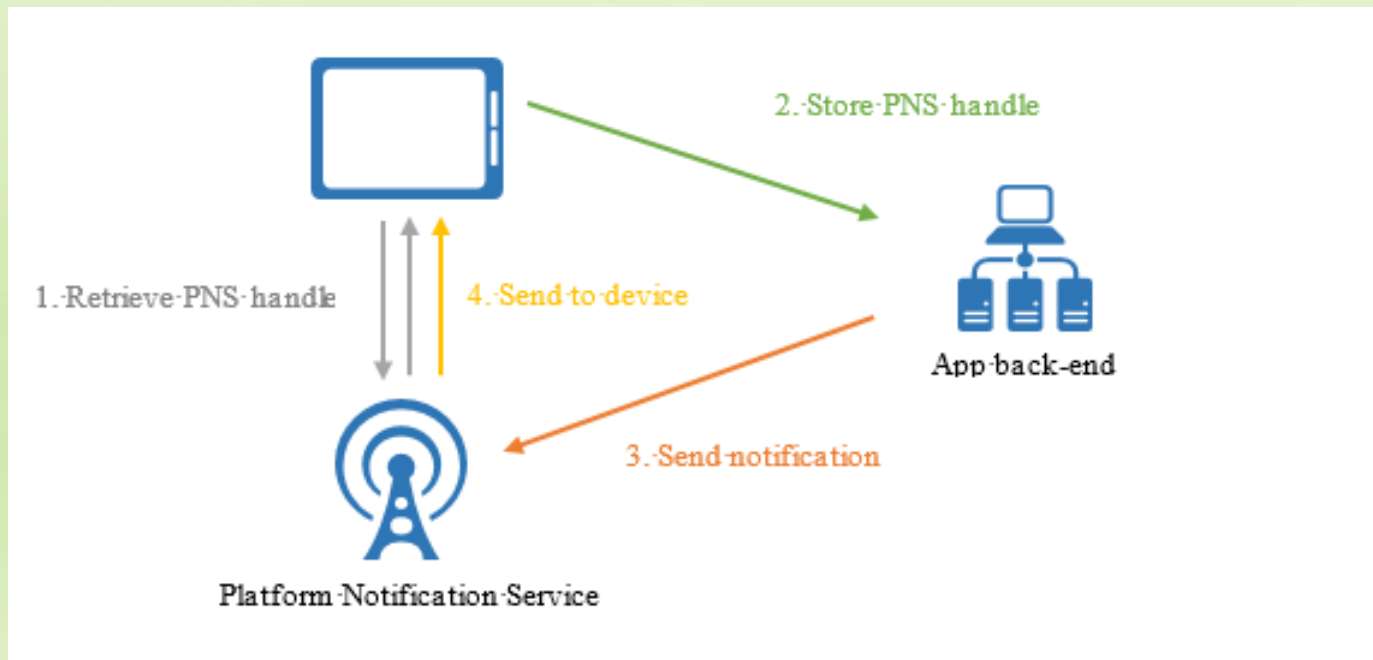 2. Store PNS handle
1. Retrieve PNS handle
4. Send to device
App back-end
3. Send notification
Platform Notification Service